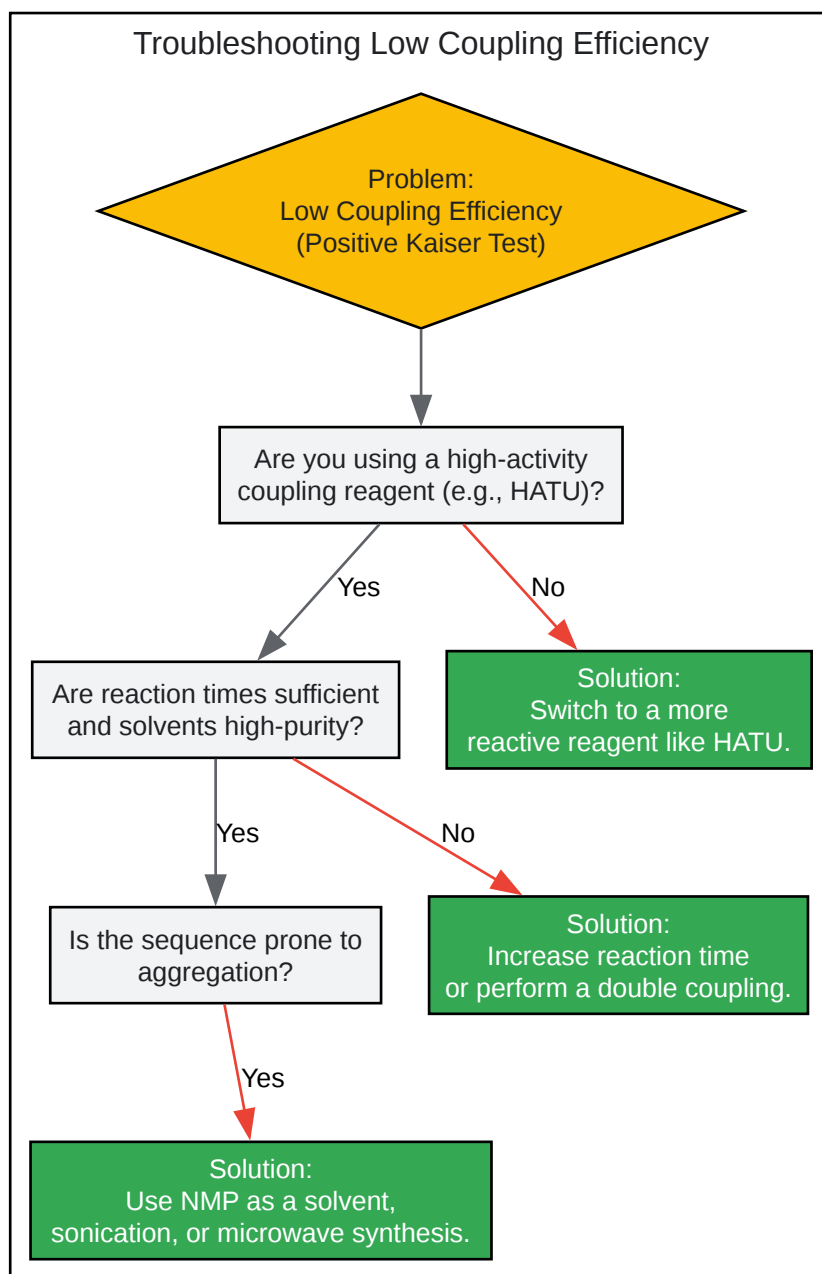 Troubleshooting Low Coupling Efficiency
Problem:
Low Coupling Efficiency
(Positive Kaiser Test)
Are you using a high-activity
coupling reagent (e.g., HATU)?
Yes
No
Are reaction times sufficient
and solvents high-purity?
Solution:
Switch to a more
reactive reagent like HATU.
Yes
No
Is the sequence prone to
aggregation?
Solution:
Increase reaction time
or perform a double coupling.
Yes
Solution:
Use NMP as a solvent,
sonication, or microwave synthesis.